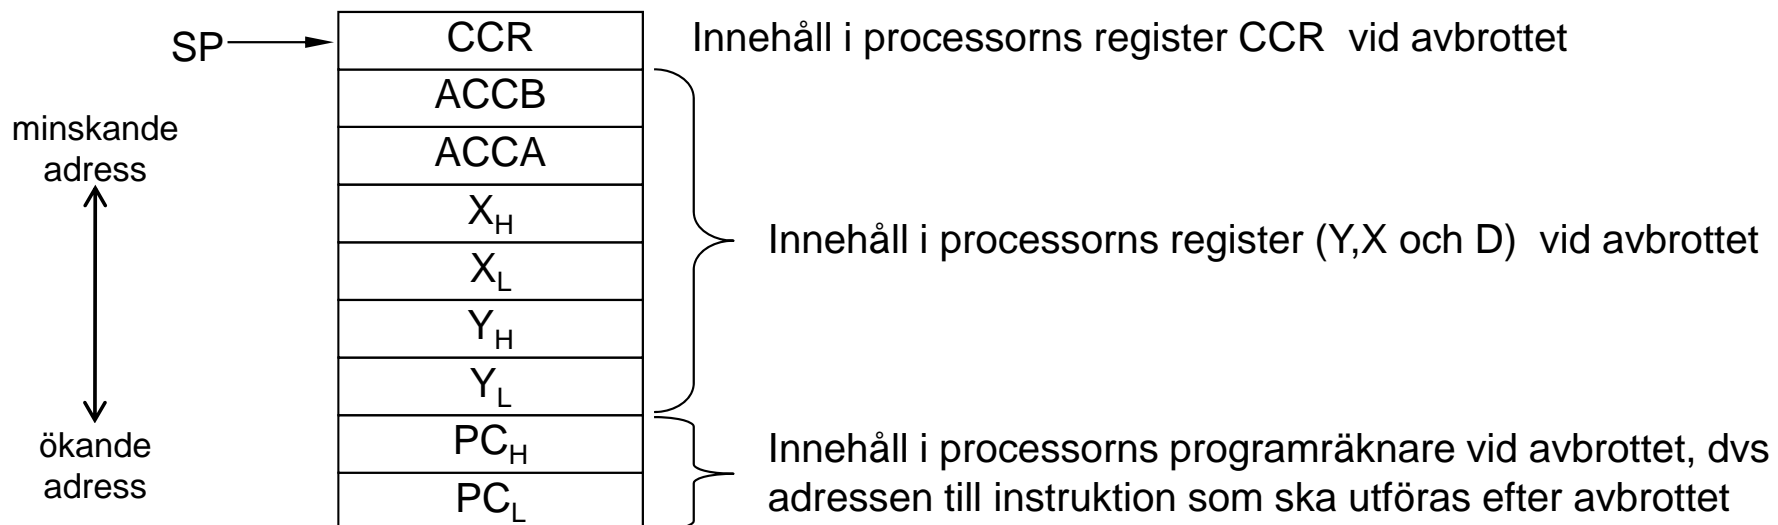 SP
CCR
Innehåll i processorns register CCR vid avbrottet
ACCB
minskande
adress
ACCA
X_H
X_L
Innehåll i processorns register (Y,X och D) vid avbrottet
Y_H
Y_L
ökande
adress
PC_H
PC_L
Innehåll i processorns programräknare vid avbrottet, dvs
adressen till instruktion som ska utföras efter avbrottet